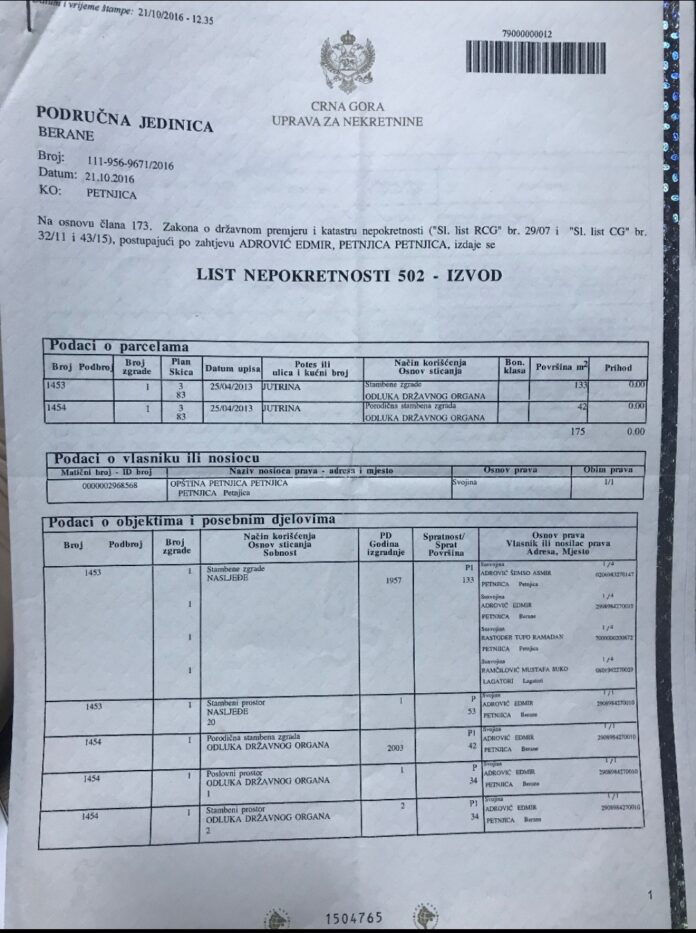 Datum i vrijeme štampe: 21/10/2016 - 12.35
79000000012
CRNA GORA
UPRAVA ZA NEKRETNINE
PODRUČNA JEDINICA
BERANE
Broj: 111-956-9671/2016
Datum: 21.10.2016
KO: PETNJICA
Na osnovu člana 173. Zakona o državnom premjeru i katastru nepokretnosti ("Sl. list RCG" br. 29/07 i "Sl. list CG" br.
32/11 i 43/15), postupajući po zahtjevu ADROVIĆ EDMIR, PETNJICA PETNJICA, izdaje se
LIST NEPOKRETNOSTI 502 - IZVOD
Podaci o parcelama
Broj Podbroj Broj zgrade Plan Skica Datum upisa Potes ili ulica i kućni broj Način korišćenja Osnov sticanja Bon. klasa Površina m2 Prihod
1453 1 3 25/04/2013 JUTRINA Stambene zgrade 133 0.00
83 ODLUKA DRŽAVNOG ORGANA
1454 1 3 25/04/2013 JUTRINA Porodična stambena zgrada 42 0.00
83 ODLUKA DRŽAVNOG ORGANA
175 0.00
Podaci o vlasniku ili nosiocu
Matični broj - ID broj Naziv nosioca prava - adresa i mjesto Osnov prava Obim prava
0000002968568 OPŠTINA PETNJICA PETNJICA Svojina 1/1
PETNJICA Petnjica
Podaci o objektima i posebnim djelovima
Broj Podbroj Broj zgrade Način korišćenja Osnov sticanja Sobnost PD Godina izgradnje Spratnost/ Sprat Površina Osnov prava Vlasnik ili nosilac prava Adresa, Mjesto
1453 1 Stambene zgrade P1 Susvojina 1/4
NASLJEĐE 1957 133 ADROVIĆ ŠEMSO ASMIR
PETNJICA Petnjica
1 Susvojina 1/4
ADROVIĆ EDMIR
PETNJICA Berane
1 Susvojina 1/4
RASTODER TUFO RAMADAN
PETNJICA Petnjica
1 Susvojina 1/4
RAMČILOVIĆ MUSTAFA SUKO
LAGATORI Lagatori
1453 1 Stambeni prostor 1 P Svojina 1/1
NASLJEĐE 53 ADROVIĆ EDMIR
20 PETNJICA Berane
1454 1 Porodična stambena zgrada P1 Svojina 1/1
ODLUKA DRŽAVNOG ORGANA 2003 42 ADROVIĆ EDMIR
PETNJICA Berane
1454 1 Poslovni prostor 1 P Svojina 1/1
ODLUKA DRŽAVNOG ORGANA 34 ADROVIĆ EDMIR
1 PETNJICA Berane
1454 1 Stambeni prostor 2 P1 Svojina 1/1
ODLUKA DRŽAVNOG ORGANA 34 ADROVIĆ EDMIR
2 PETNJICA Berane
1
1504765